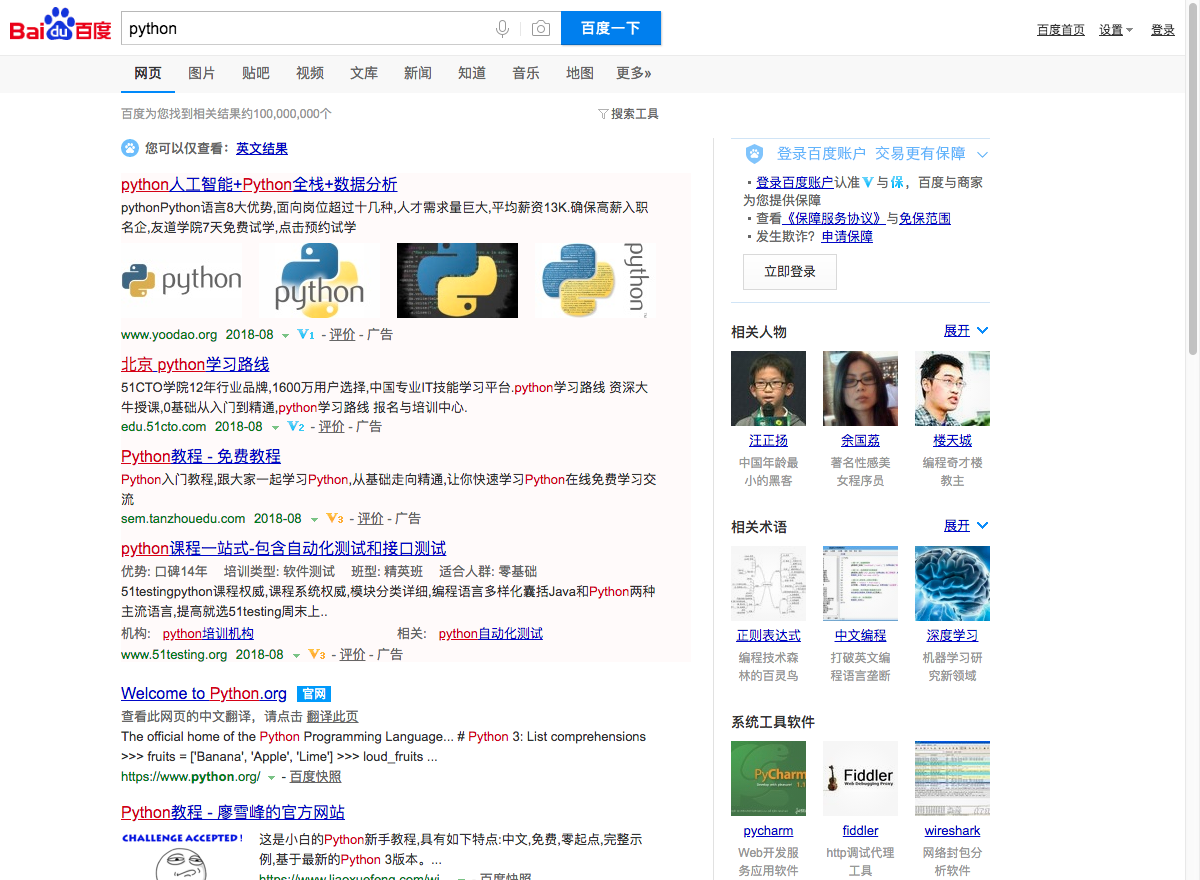 Bai du 百度
python
百度一下
百度首页 设置 登录
网页 图片 贴吧 视频 文库 新闻 知道 音乐 地图 更多»
百度为您找到相关结果约100,000,000个
搜索工具
您可以仅查看：英文结果
python人工智能+Python全栈+数据分析
pythonPython语言8大优势,面向岗位超过十几种,人才需求量巨大,平均薪资13K.确保高薪入职
名企,友道学院7天免费试学,点击预约试学
python
python
python
www.yoodao.org 2018-08 V1 - 评价 - 广告
北京 python学习路线
51CTO学院12年行业品牌,1600万用户选择,中国专业IT技能学习平台.python学习路线 资深大
牛授课,0基础从入门到精通,python学习路线 报名与培训中心.
edu.51cto.com 2018-08 V2 - 评价 - 广告
Python教程 - 免费教程
Python入门教程,跟大家一起学习Python,从基础走向精通,让你快速学习Python在线免费学习交
流
sem.tanzhouedu.com 2018-08 V3 - 评价 - 广告
python课程一站式-包含自动化测试和接口测试
优势: 口碑14年 培训类型: 软件测试 班型: 精英班 适合人群: 零基础
51testingpython课程权威,课程系统权威,模块分类详细,编程语言多样化囊括Java和Python两种
主流语言,提高就选51testing周末上..
机构: python培训机构 相关: python自动化测试
www.51testing.org 2018-08 V3 - 评价 - 广告
Welcome to Python.org 官网
查看此网页的中文翻译，请点击 翻译此页
The official home of the Python Programming Language... # Python 3: List comprehensions
>>> fruits = ['Banana', 'Apple', 'Lime'] >>> loud_fruits ...
https://www.python.org/ - 百度快照
Python教程 - 廖雪峰的官方网站
CHALLENGE ACCEPTED!
这是小白的Python新手教程,具有如下特点:中文,免费,零起点,完整示
例,基于最新的Python 3版本。...
https://www.liaoxuefeng.com/wi... - 百度快照
登录百度账户 交易更有保障
· 登录百度账户认准V与保，百度与商家
为您提供保障
· 查看《保障服务协议》与免保范围
· 发生欺诈？申请保障
立即登录
相关人物 展开
汪正扬 余国荔 楼天城
中国年龄最 著名性感美 编程奇才楼
小的黑客 女程序员 教主
相关术语 展开
正则表达式 中文编程 深度学习
编程技术森 打破英文编 机器学习研
林的百灵鸟 程语言垄断 究新领域
系统工具软件
PyCharm
Fiddler
Web Debugging Proxy
pycharm fiddler wireshark
Web开发服 http调试代理 网络封包分
务应用软件 工具 析软件